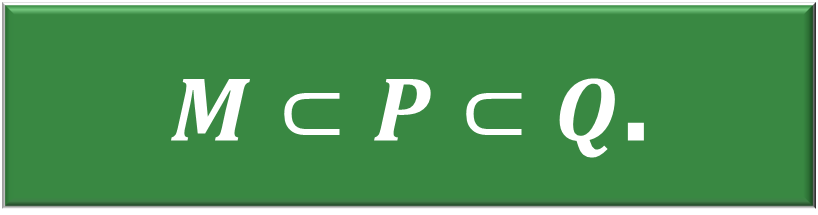 M ⊂ P ⊂ Q.